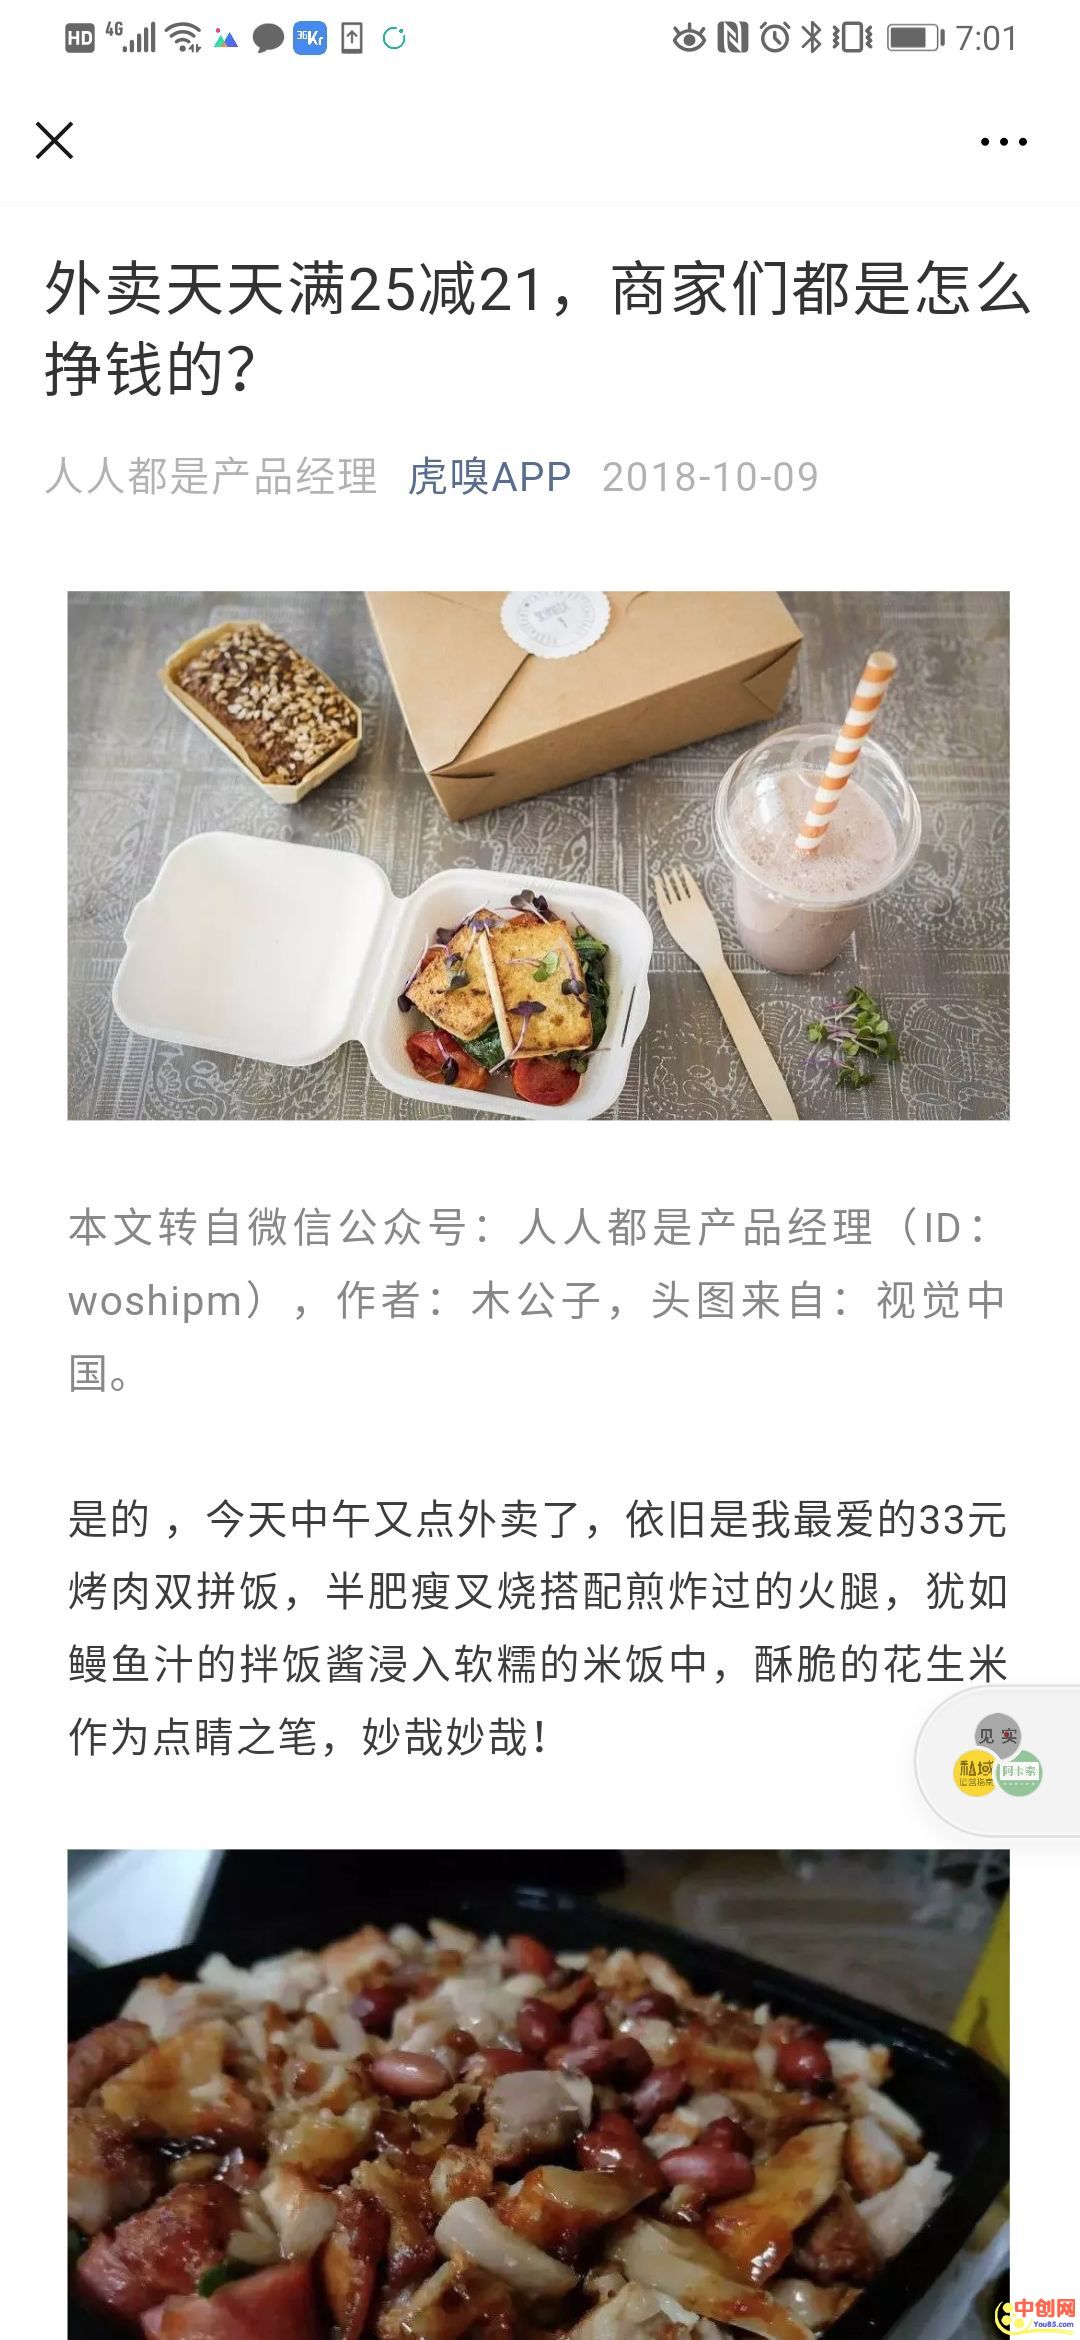 HD 4G 36Kr 7:01
外卖天天满25减21，商家们都是怎么
挣钱的？
人人都是产品经理 虎嗅APP 2018-10-09
本文转自微信公众号：人人都是产品经理（ID：
woshipm），作者：木公子，头图来自：视觉中
国。
是的 ，今天中午又点外卖了，依旧是我最爱的33元
烤肉双拼饭，半肥瘦叉烧搭配煎炸过的火腿，犹如
鳗鱼汁的拌饭酱浸入软糯的米饭中，酥脆的花生米
作为点睛之笔，妙哉妙哉！
见实
私域
运营指南
阿卡索
中创网
You85.com